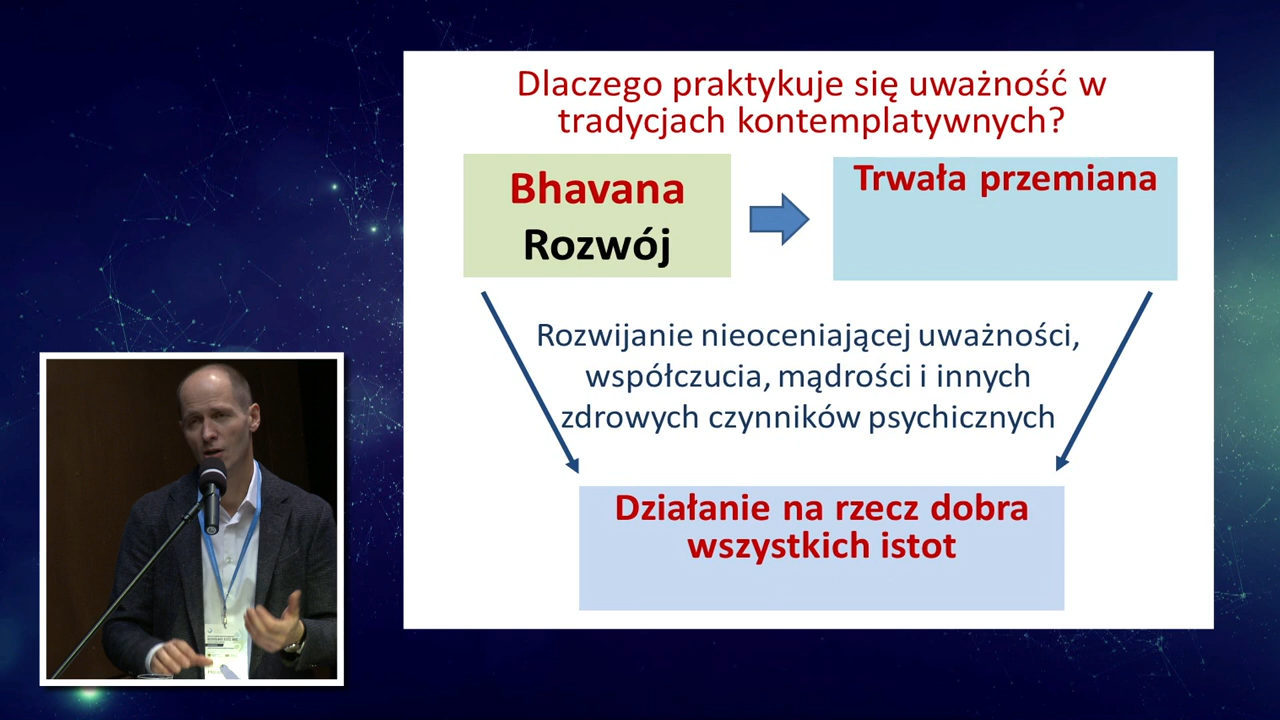 Dlaczego praktykuje się uważność w
tradycjach kontemplatywnych?
Bhavana
Rozwój
Trwała przemiana
Rozwijanie nieoceniającej uważności,
współczucia, mądrości i innych
zdrowych czynników psychicznych
Działanie na rzecz dobra
wszystkich istot